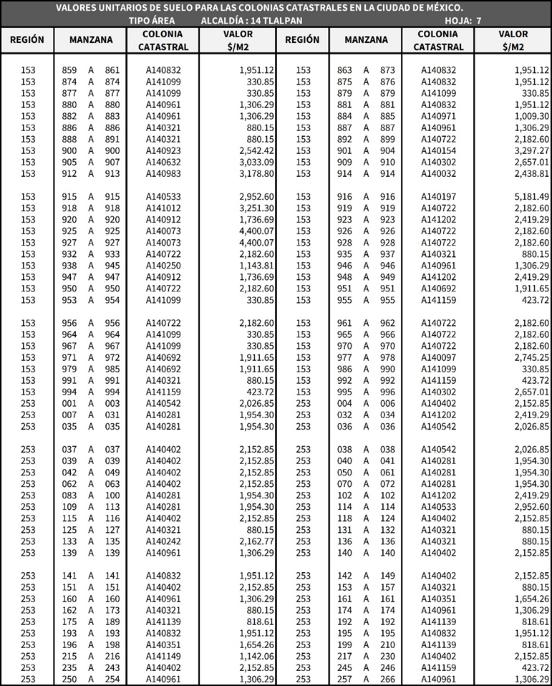 VALORES UNITARIOS DE SUELO PARA LAS COLONIAS CATASTRALES EN LA CIUDAD DE MÉXICO.
TIPO ÁREA ALCALDÍA : 14 TLALPAN HOJA: 7
REGIÓN MANZANA COLONIA CATASTRAL VALOR $/M2 REGIÓN MANZANA COLONIA CATASTRAL VALOR $/M2
153 859 A 861 A140832 1,951.12 153 863 A 873 A140832 1,951.12
153 874 A 874 A141099 330.85 153 875 A 876 A140832 1,951.12
153 877 A 877 A141099 330.85 153 879 A 879 A141099 330.85
153 880 A 880 A140961 1,306.29 153 881 A 881 A140832 1,951.12
153 882 A 883 A140961 1,306.29 153 884 A 885 A140971 1,009.30
153 886 A 886 A140321 880.15 153 887 A 887 A140961 1,306.29
153 888 A 891 A140321 880.15 153 892 A 899 A140722 2,182.60
153 900 A 900 A140923 2,542.42 153 901 A 904 A140154 3,297.27
153 905 A 907 A140632 3,033.09 153 909 A 910 A140302 2,657.01
153 912 A 913 A140983 3,178.80 153 914 A 914 A140032 2,438.81
153 915 A 915 A140533 2,952.60 153 916 A 916 A140197 5,181.49
153 918 A 918 A141012 3,251.30 153 919 A 919 A140722 2,182.60
153 920 A 920 A140912 1,736.69 153 923 A 923 A141202 2,419.29
153 925 A 925 A140073 4,400.07 153 926 A 926 A140722 2,182.60
153 927 A 927 A140073 4,400.07 153 928 A 928 A140722 2,182.60
153 932 A 933 A140722 2,182.60 153 935 A 937 A140321 880.15
153 938 A 945 A140250 1,143.81 153 946 A 946 A140961 1,306.29
153 947 A 947 A140912 1,736.69 153 948 A 949 A141202 2,419.29
153 950 A 950 A140722 2,182.60 153 951 A 951 A140692 1,911.65
153 953 A 954 A141099 330.85 153 955 A 955 A141159 423.72
153 956 A 956 A140722 2,182.60 153 961 A 962 A140722 2,182.60
153 964 A 964 A141099 330.85 153 965 A 966 A140722 2,182.60
153 967 A 967 A141099 330.85 153 970 A 970 A140722 2,182.60
153 971 A 972 A140692 1,911.65 153 977 A 978 A140097 2,745.25
153 979 A 985 A140692 1,911.65 153 986 A 990 A141099 330.85
153 991 A 991 A140321 880.15 153 992 A 992 A141159 423.72
153 994 A 994 A141159 423.72 153 995 A 996 A140302 2,657.01
253 001 A 003 A140542 2,026.85 253 004 A 006 A140402 2,152.85
253 007 A 031 A140281 1,954.30 253 032 A 034 A141202 2,419.29
253 035 A 035 A140281 1,954.30 253 036 A 036 A140542 2,026.85
253 037 A 037 A140402 2,152.85 253 038 A 038 A140542 2,026.85
253 039 A 039 A140402 2,152.85 253 040 A 041 A140281 1,954.30
253 042 A 049 A140402 2,152.85 253 050 A 061 A140281 1,954.30
253 062 A 063 A140402 2,152.85 253 070 A 072 A140281 1,954.30
253 083 A 100 A140281 1,954.30 253 102 A 102 A141202 2,419.29
253 109 A 113 A140281 1,954.30 253 114 A 114 A140533 2,952.60
253 115 A 116 A140402 2,152.85 253 118 A 124 A140402 2,152.85
253 125 A 127 A140321 880.15 253 131 A 132 A140321 880.15
253 133 A 135 A140242 2,162.77 253 136 A 136 A140321 880.15
253 139 A 139 A140961 1,306.29 253 140 A 140 A140402 2,152.85
253 141 A 141 A140832 1,951.12 253 142 A 149 A140402 2,152.85
253 151 A 151 A140402 2,152.85 253 153 A 157 A140321 880.15
253 160 A 160 A140961 1,306.29 253 161 A 161 A140351 1,654.26
253 162 A 173 A140321 880.15 253 174 A 174 A140961 1,306.29
253 175 A 189 A141139 818.61 253 192 A 192 A141139 818.61
253 193 A 193 A140832 1,951.12 253 195 A 195 A140832 1,951.12
253 196 A 198 A140351 1,654.26 253 199 A 210 A141139 818.61
253 215 A 216 A141149 1,142.06 253 217 A 230 A140402 2,152.85
253 235 A 243 A140402 2,152.85 253 245 A 246 A141159 423.72
253 250 A 254 A140961 1,306.29 253 257 A 266 A140961 1,306.29